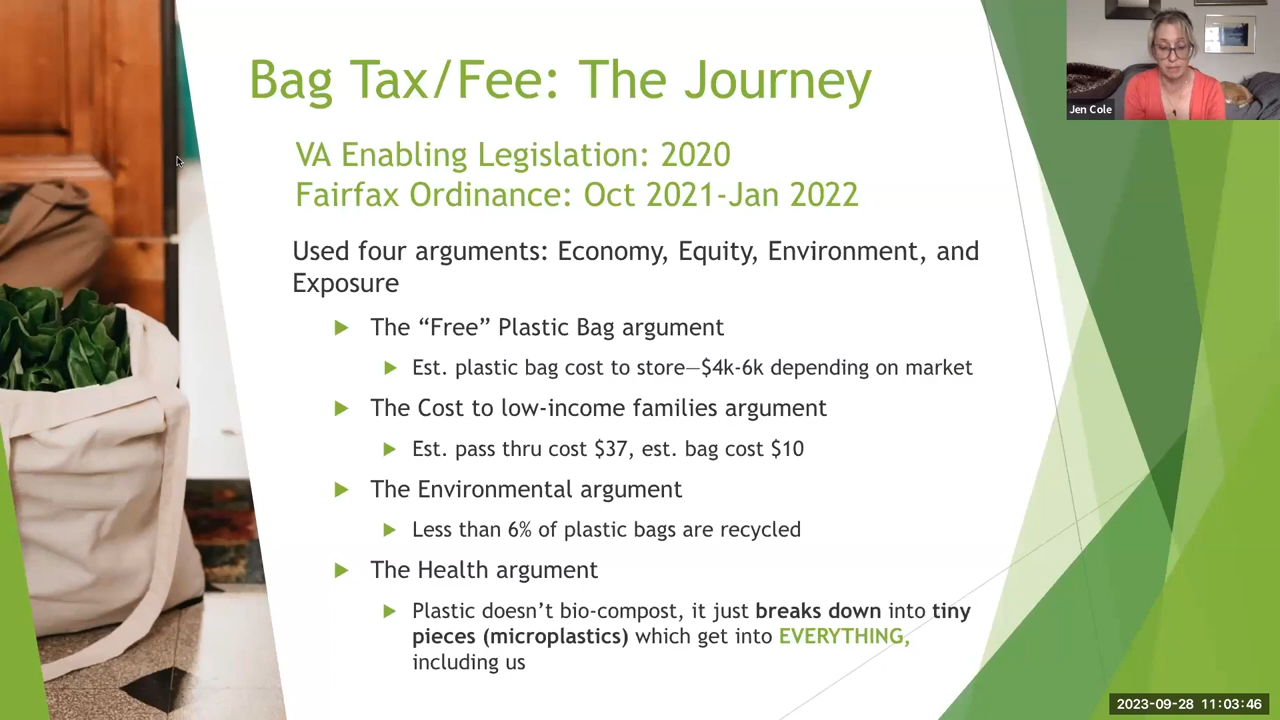 Bag Tax/Fee: The Journey
VA Enabling Legislation: 2020
Fairfax Ordinance: Oct 2021-Jan 2022
Used four arguments: Economy, Equity, Environment, and
Exposure
The “Free” Plastic Bag argument
Est. plastic bag cost to store—$4k-6k depending on market
The Cost to low-income families argument
Est. pass thru cost $37, est. bag cost $10
The Environmental argument
Less than 6% of plastic bags are recycled
The Health argument
Plastic doesn’t bio-compost, it just breaks down into tiny
pieces (microplastics) which get into EVERYTHING,
including us
Jen Cole
2023-09-28 11:03:46